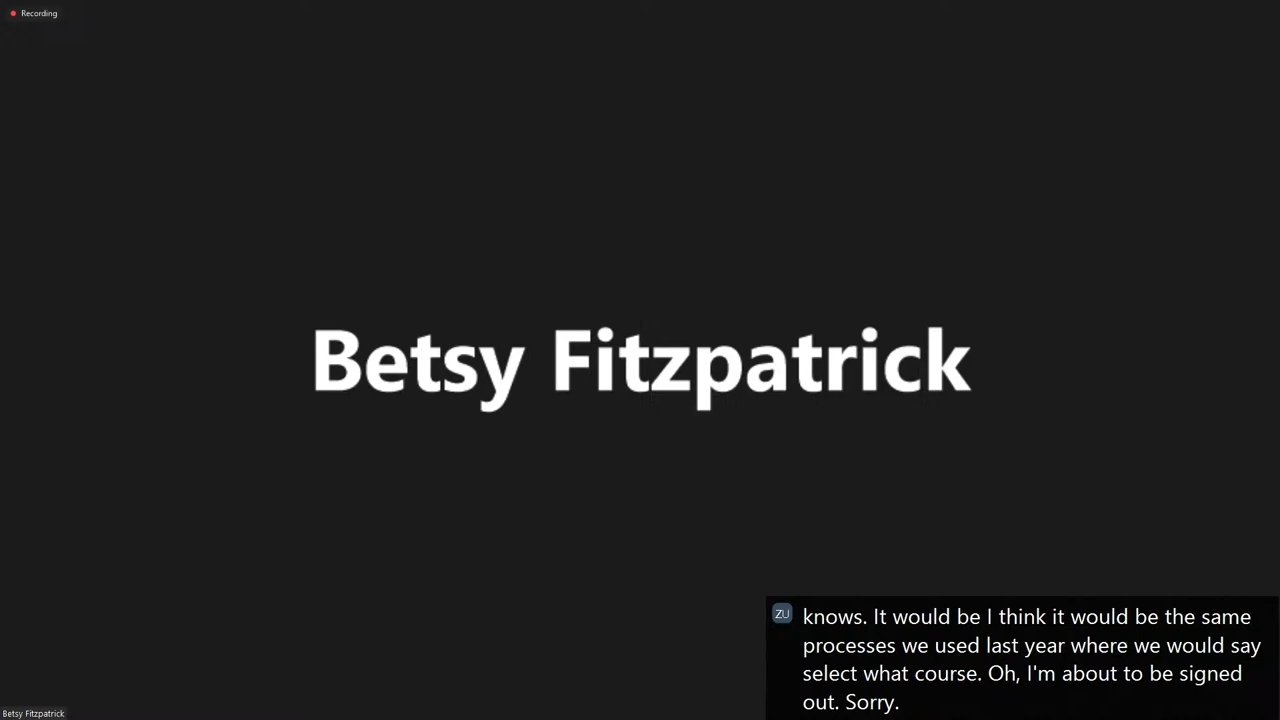 Recording
Betsy Fitzpatrick
ZU
knows. It would be I think it would be the same
processes we used last year where we would say
select what course. Oh, I'm about to be signed
out. Sorry.
Betsy Fitzpatrick